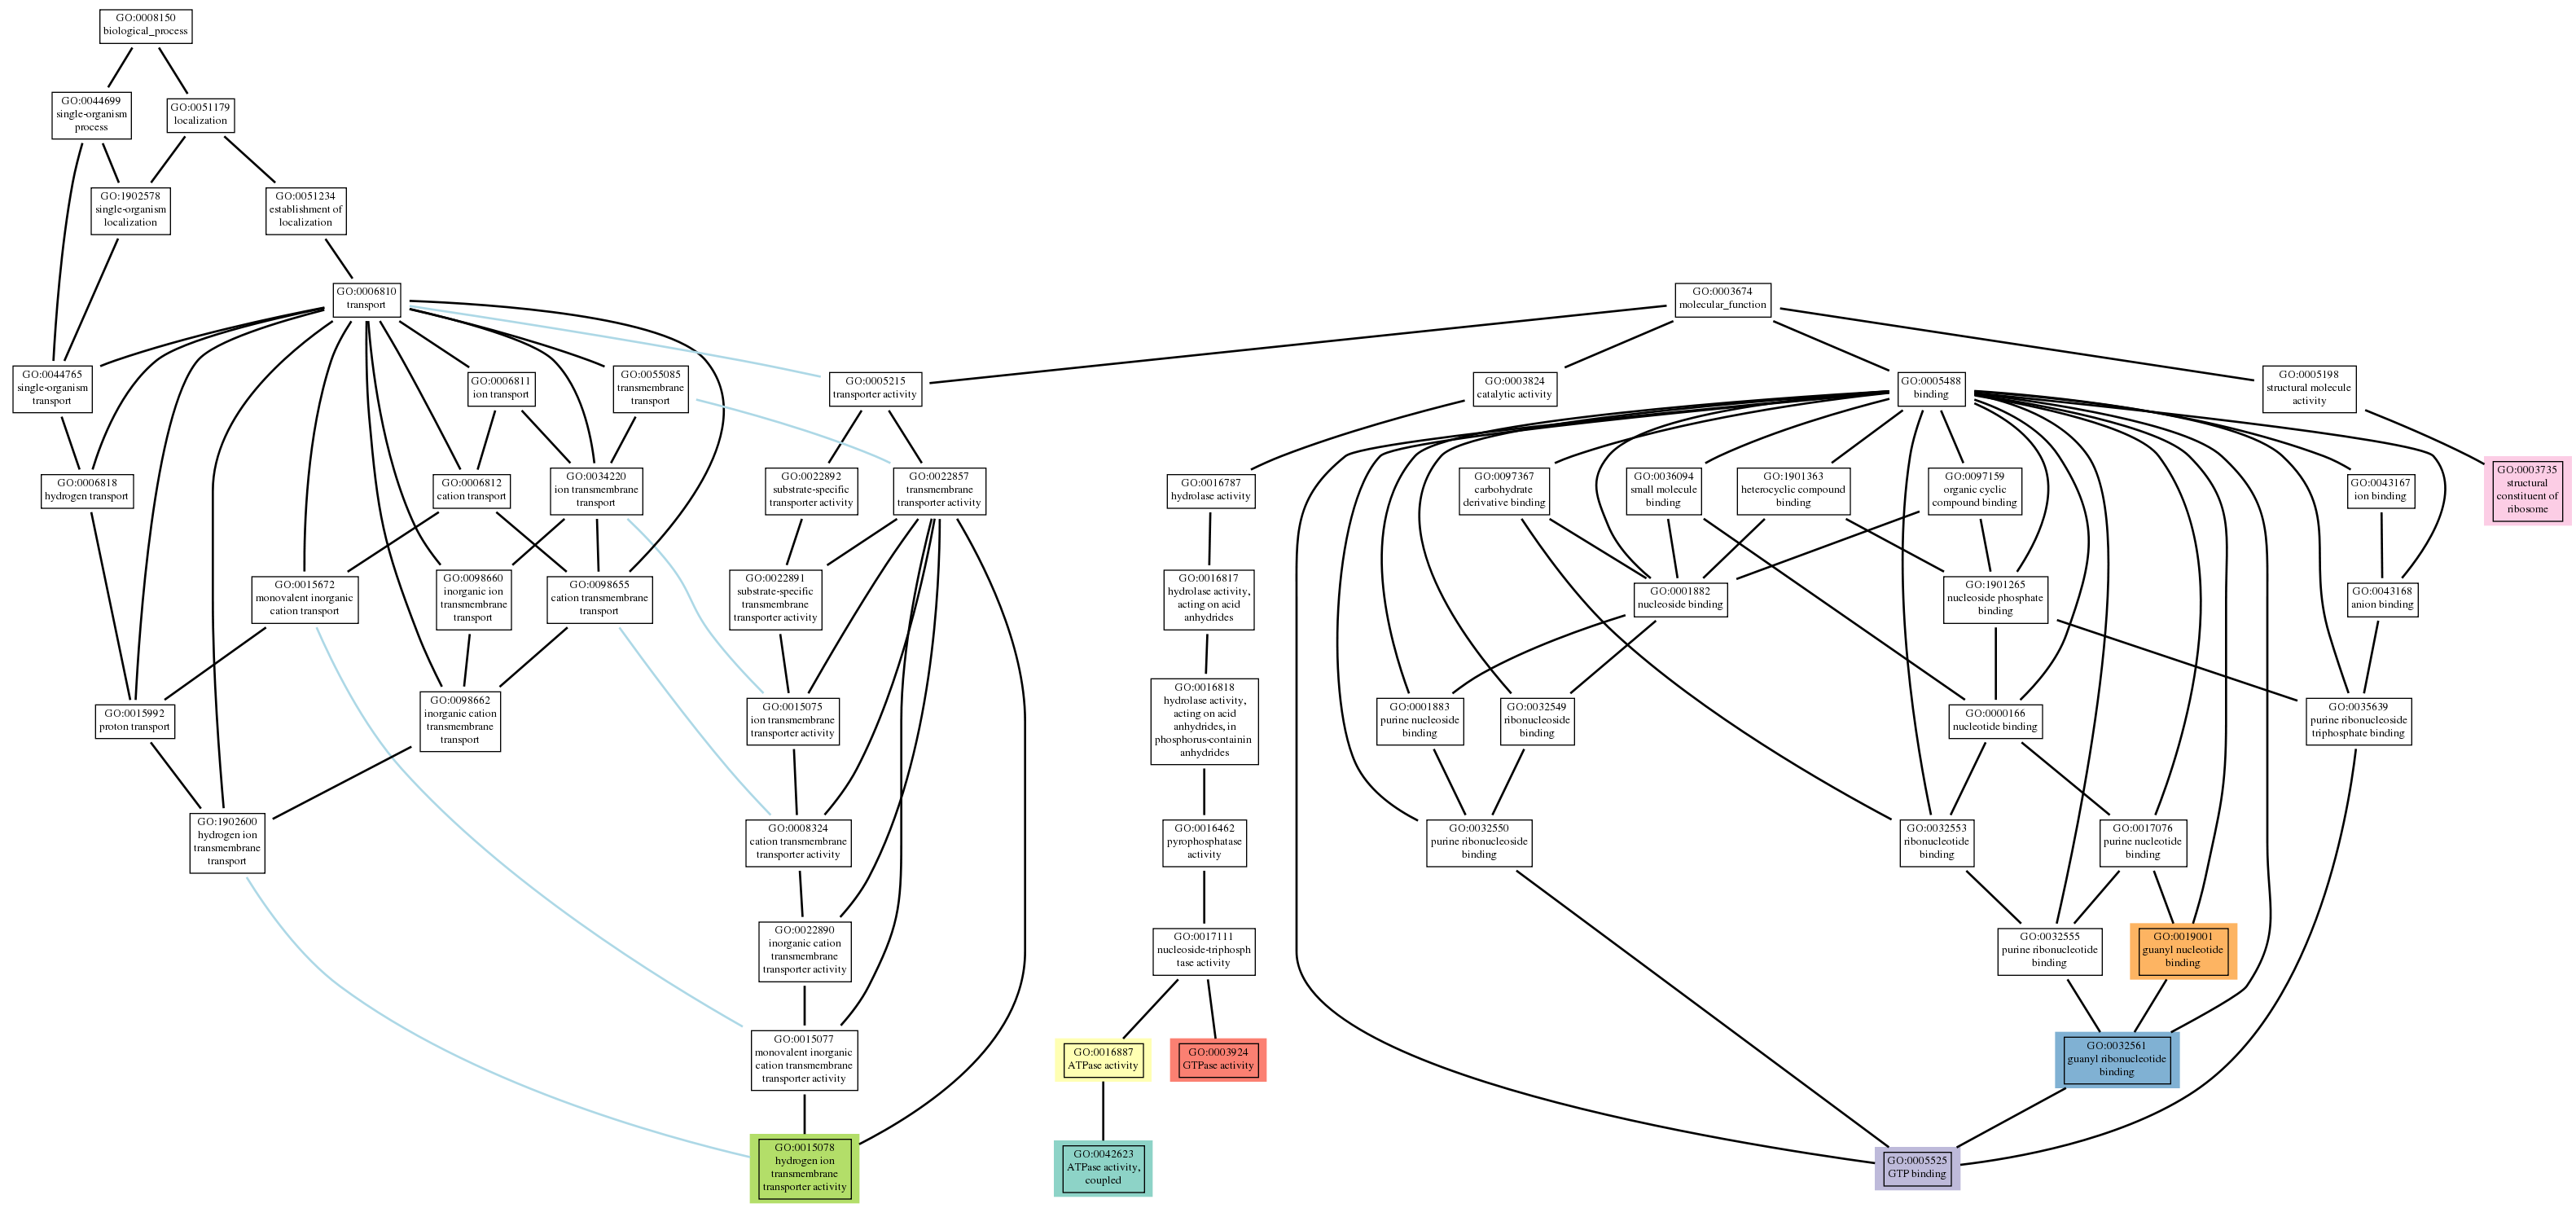 GO:0008150
biological_process
GO:0044699
single-organism
process
GO:0051179
localization
GO:1902578
single-organism
localization
GO:0051234
establishment of
localization
GO:0006810
transport
GO:0003674
molecular_function
GO:0044765
single-organism
transport
GO:0006811
ion transport
GO:0055085
transmembrane
transport
GO:0005215
transporter activity
GO:0003824
catalytic activity
GO:0005488
binding
GO:0005198
structural molecule
activity
GO:0006818
hydrogen transport
GO:0006812
cation transport
GO:0034220
ion transmembrane
transport
GO:0022892
substrate-specific
transporter activity
GO:0022857
transmembrane
transporter activity
GO:0016787
hydrolase activity
GO:0097367
carbohydrate
derivative binding
GO:0036094
small molecule
binding
GO:1901363
heterocyclic compound
binding
GO:0097159
organic cyclic
compound binding
GO:0043167
ion binding
GO:0003735
structural
constituent of
ribosome
GO:0015672
monovalent inorganic
cation transport
GO:0098660
inorganic ion
transmembrane
transport
GO:0098655
cation transmembrane
transport
GO:0022891
substrate-specific
transmembrane
transporter activity
GO:0016817
hydrolase activity,
acting on acid
anhydrides
GO:0001882
nucleoside binding
GO:1901265
nucleoside phosphate
binding
GO:0043168
anion binding
GO:0015992
proton transport
GO:0098662
inorganic cation
transmembrane
transport
GO:0015075
ion transmembrane
transporter activity
GO:0016818
hydrolase activity,
acting on acid
anhydrides, in
phosphorus-containin
anhydrides
GO:0001883
purine nucleoside
binding
GO:0032549
ribonucleoside
binding
GO:0000166
nucleotide binding
GO:0035639
purine ribonucleoside
triphosphate binding
GO:1902600
hydrogen ion
transmembrane
transport
GO:0008324
cation transmembrane
transporter activity
GO:0016462
pyrophosphatase
activity
GO:0032550
purine ribonucleoside
binding
GO:0032553
ribonucleotide
binding
GO:0017076
purine nucleotide
binding
GO:0022890
inorganic cation
transmembrane
transporter activity
GO:0017111
nucleoside-triphosph
tase activity
GO:0032555
purine ribonucleotide
binding
GO:0019001
guanyl nucleotide
binding
GO:0015077
monovalent inorganic
cation transmembrane
transporter activity
GO:0016887
ATPase activity
GO:0003924
GTPase activity
GO:0032561
guanyl ribonucleotide
binding
GO:0015078
hydrogen ion
transmembrane
transporter activity
GO:0042623
ATPase activity,
coupled
GO:0005525
GTP binding